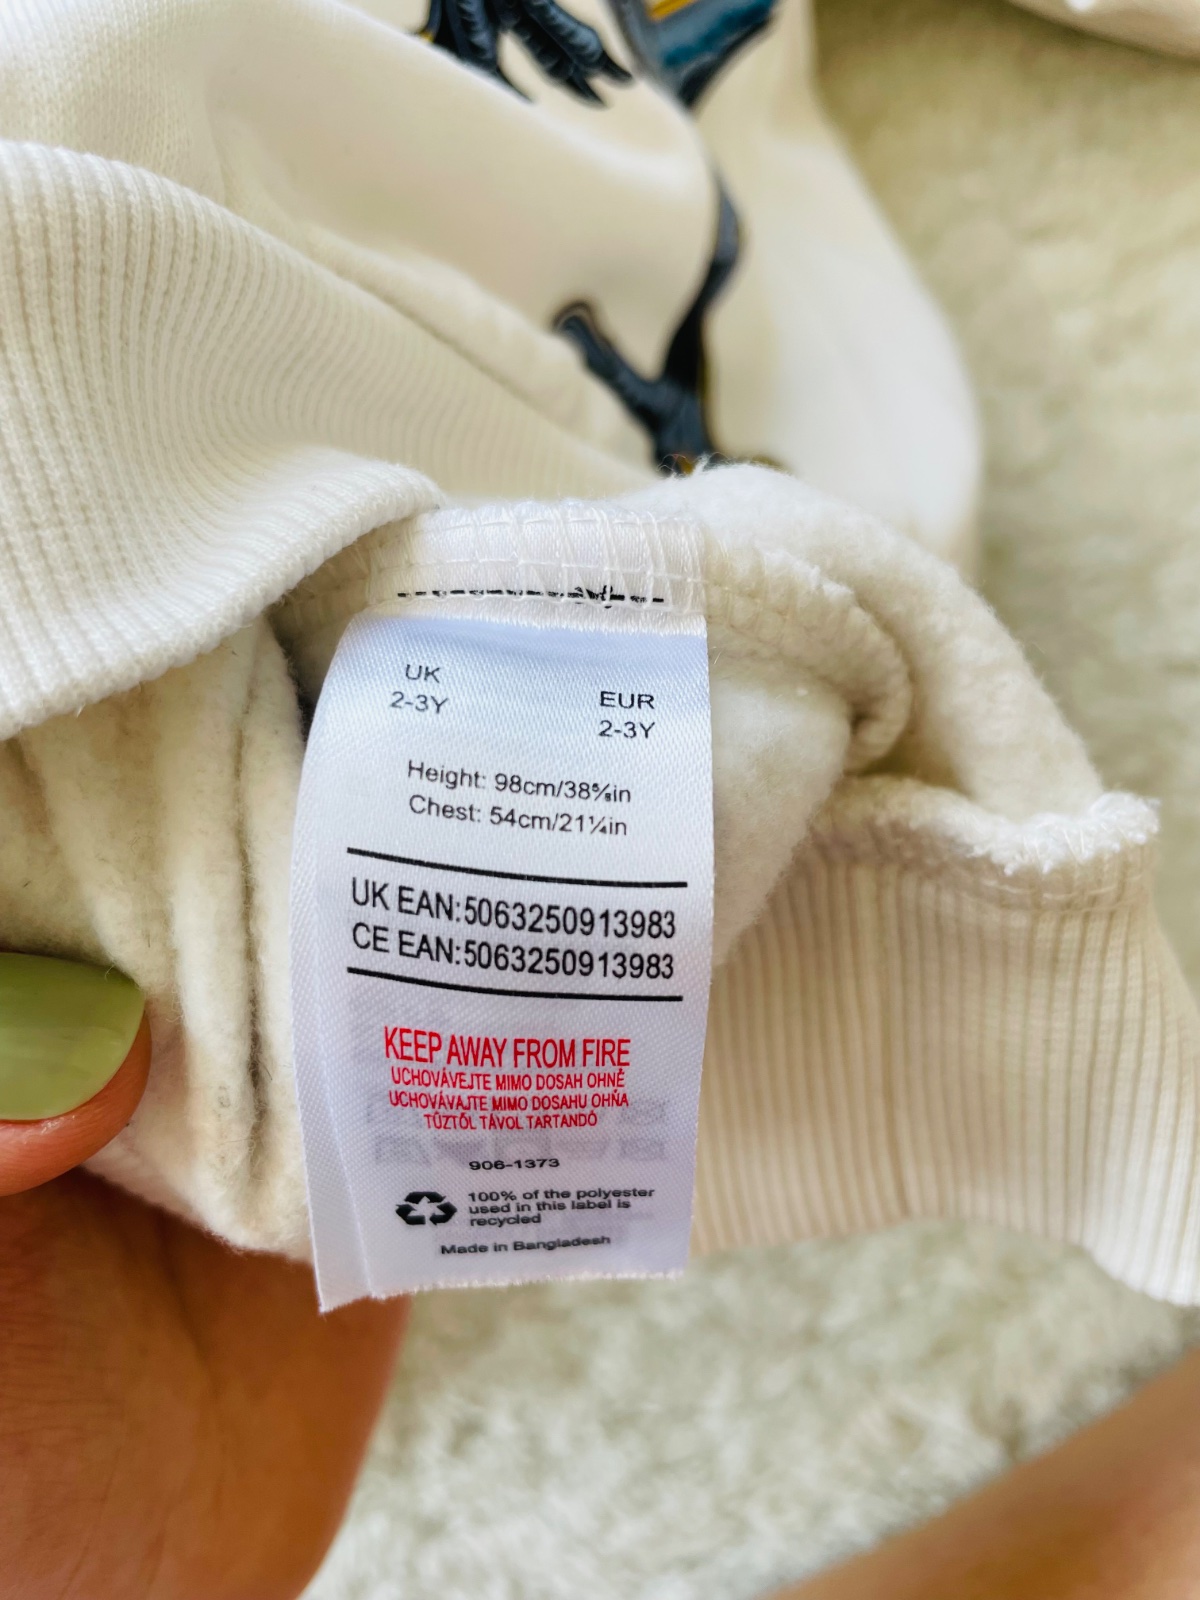 UK
2-3Y
EUR
2-3Y
Height: 98cm/38⅝in
Chest: 54cm/21¼in
UK EAN:5063250913983
CE EAN:5063250913983
KEEP AWAY FROM FIRE
UCHOVÁVEJTE MIMO DOSAH OHNĚ
UCHOVÁVAJTE MIMO DOSAHU OHŇA
TŰZTŐL TÁVOL TARTANDÓ
906-1373
100% of the polyester
used in this label is
recycled
Made in Bangladesh